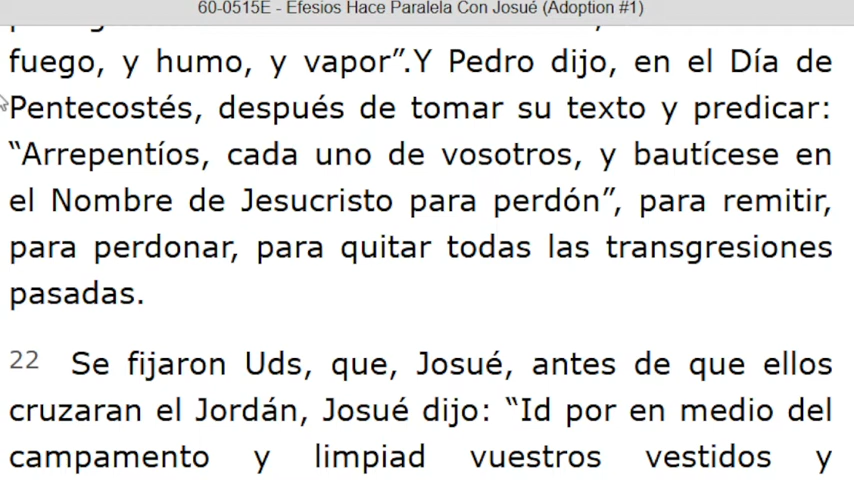 60-0515E - Efesios Hace Paralela Con Josué (Adoption #1)
fuego, y humo, y vapor”.Y Pedro dijo, en el Día de
Pentecostés, después de tomar su texto y predicar:
“Arrepentíos, cada uno de vosotros, y bautícese en
el Nombre de Jesucristo para perdón”, para remitir,
para perdonar, para quitar todas las transgresiones
pasadas.
22 Se fijaron Uds, que, Josué, antes de que ellos
cruzaran el Jordán, Josué dijo: “Id por en medio del
campamento y limpiad vuestros vestidos y